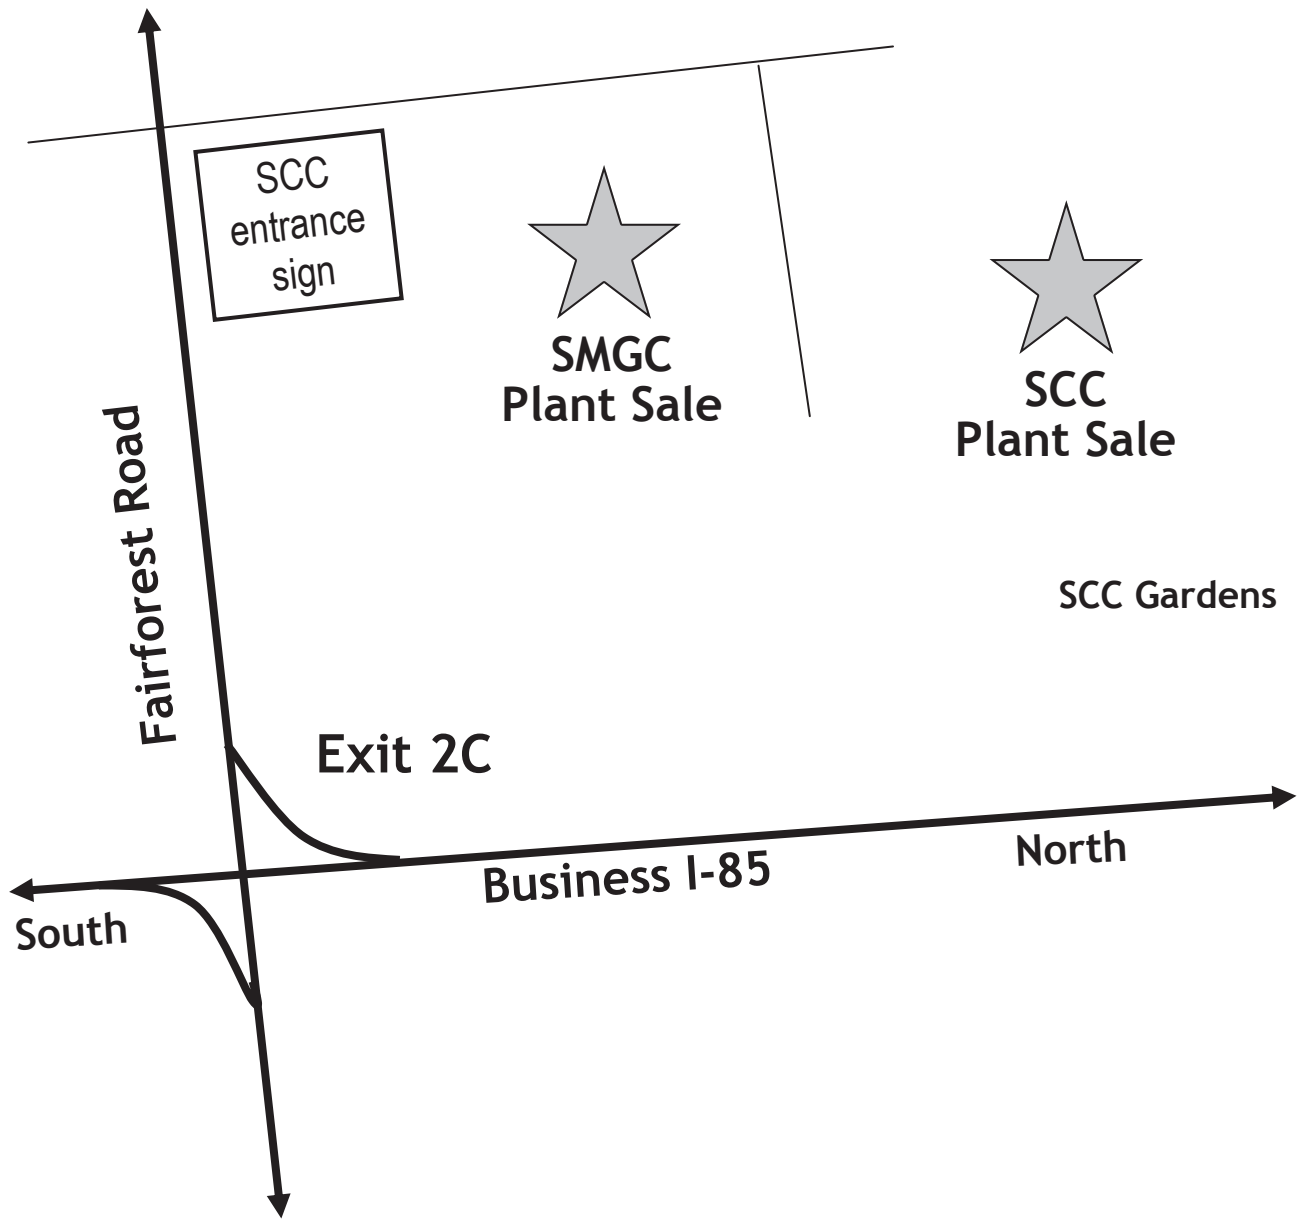 SCC
entrance
sign
SMGC
Plant Sale
SCC
Plant Sale
Fairforest Road
SCC Gardens
Exit 2C
North
Business I-85
South